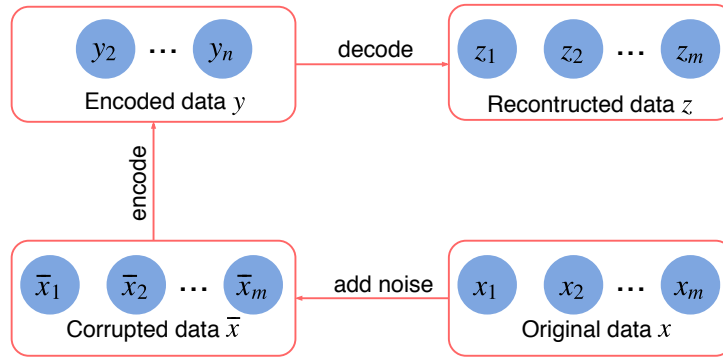 y₂ ... yₙ
Encoded data y
decode
z₁ z₂ ... zₘ
Recontructed data z
encode
x̄₁ x̄₂ ... x̄ₘ
Corrupted data x̄
add noise
x₁ x₂ ... xₘ
Original data x